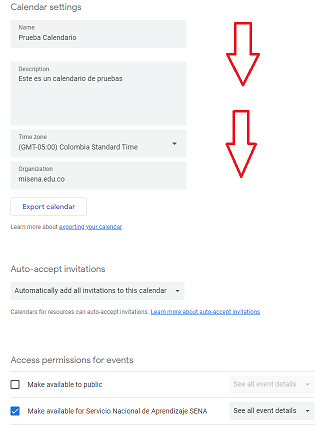 Calendar settings
Name
Prueba Calendario
Description
Este es un calendario de pruebas
Time zone
(GMT-05:00) Colombia Standard Time
Organization
misena.edu.co
Export calendar
Learn more about exporting your calendar
Auto-accept invitations
Automatically add all invitations to this calendar
Calendars for resources can auto-accept invitations. Learn more about auto-accept invitations
Access permissions for events
Make available to public See all event details
Make available for Servicio Nacional de Aprendizaje SENA See all event details